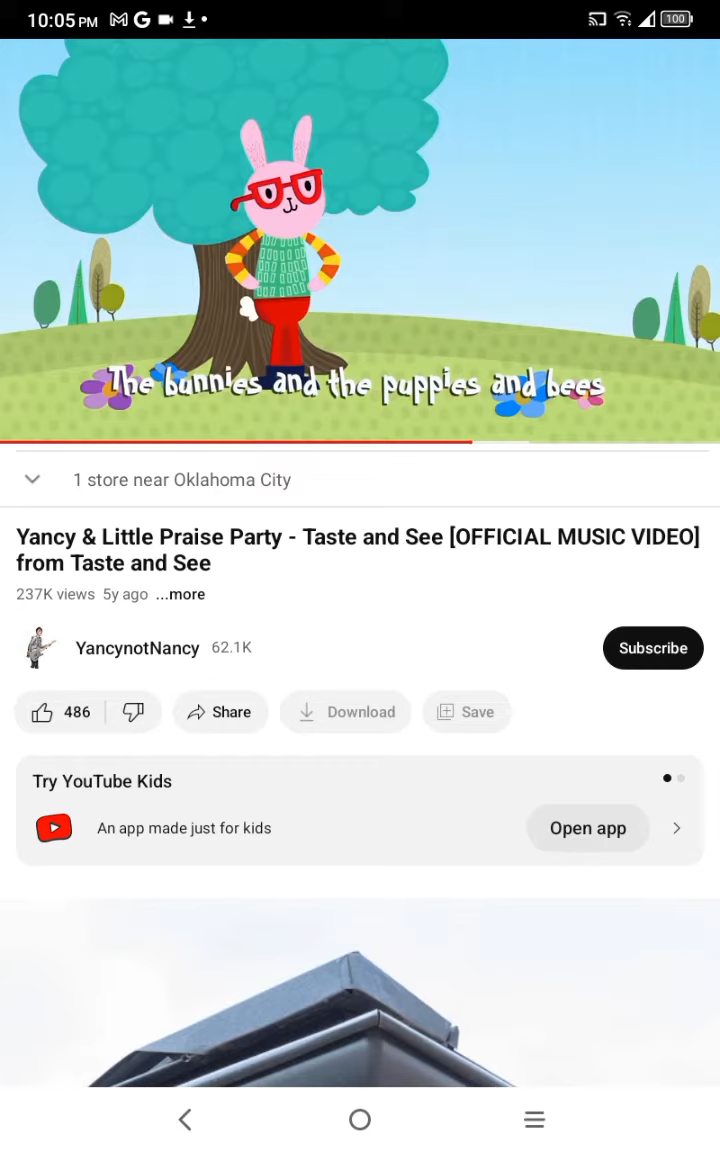 10:05 PM
100
The bunnies and the puppies and bees
1 store near Oklahoma City
Yancy & Little Praise Party - Taste and See [OFFICIAL MUSIC VIDEO]
from Taste and See
237K views 5y ago ...more
YancynotNancy 62.1K
Subscribe
486
Share
Download
Save
Try YouTube Kids
An app made just for kids
Open app